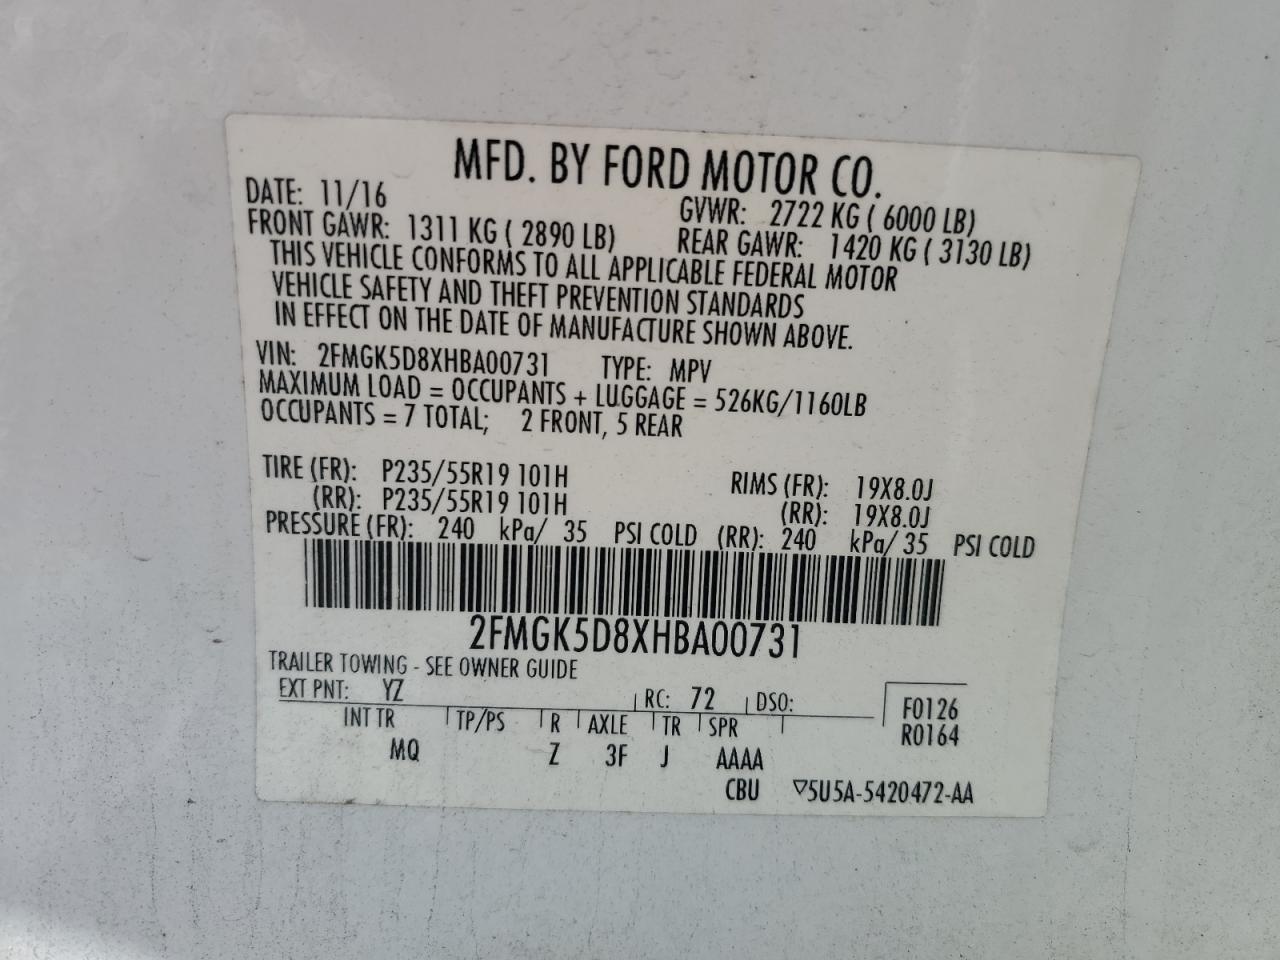 MFD. BY FORD MOTOR CO.
DATE: 11/16 GVWR: 2722 KG ( 6000 LB)
FRONT GAWR: 1311 KG ( 2890 LB) REAR GAWR: 1420 KG ( 3130 LB)
THIS VEHICLE CONFORMS TO ALL APPLICABLE FEDERAL MOTOR
VEHICLE SAFETY AND THEFT PREVENTION STANDARDS
IN EFFECT ON THE DATE OF MANUFACTURE SHOWN ABOVE.
VIN: 2FMGK5D8XHBA00731 TYPE: MPV
MAXIMUM LOAD = OCCUPANTS + LUGGAGE = 526KG/1160LB
OCCUPANTS = 7 TOTAL; 2 FRONT, 5 REAR
TIRE (FR): P235/55R19 101H RIMS (FR): 19X8.0J
(RR): P235/55R19 101H (RR): 19X8.0J
PRESSURE (FR): 240 kPa/ 35 PSI COLD (RR): 240 kPa/ 35 PSI COLD
2FMGK5D8XHBA00731
TRAILER TOWING - SEE OWNER GUIDE
EXT PNT: YZ RC: 72 DSO: F0126
INT TR TP/PS R AXLE TR SPR R0164
MQ Z 3F J AAAA
CBU ▽5U5A-5420472-AA